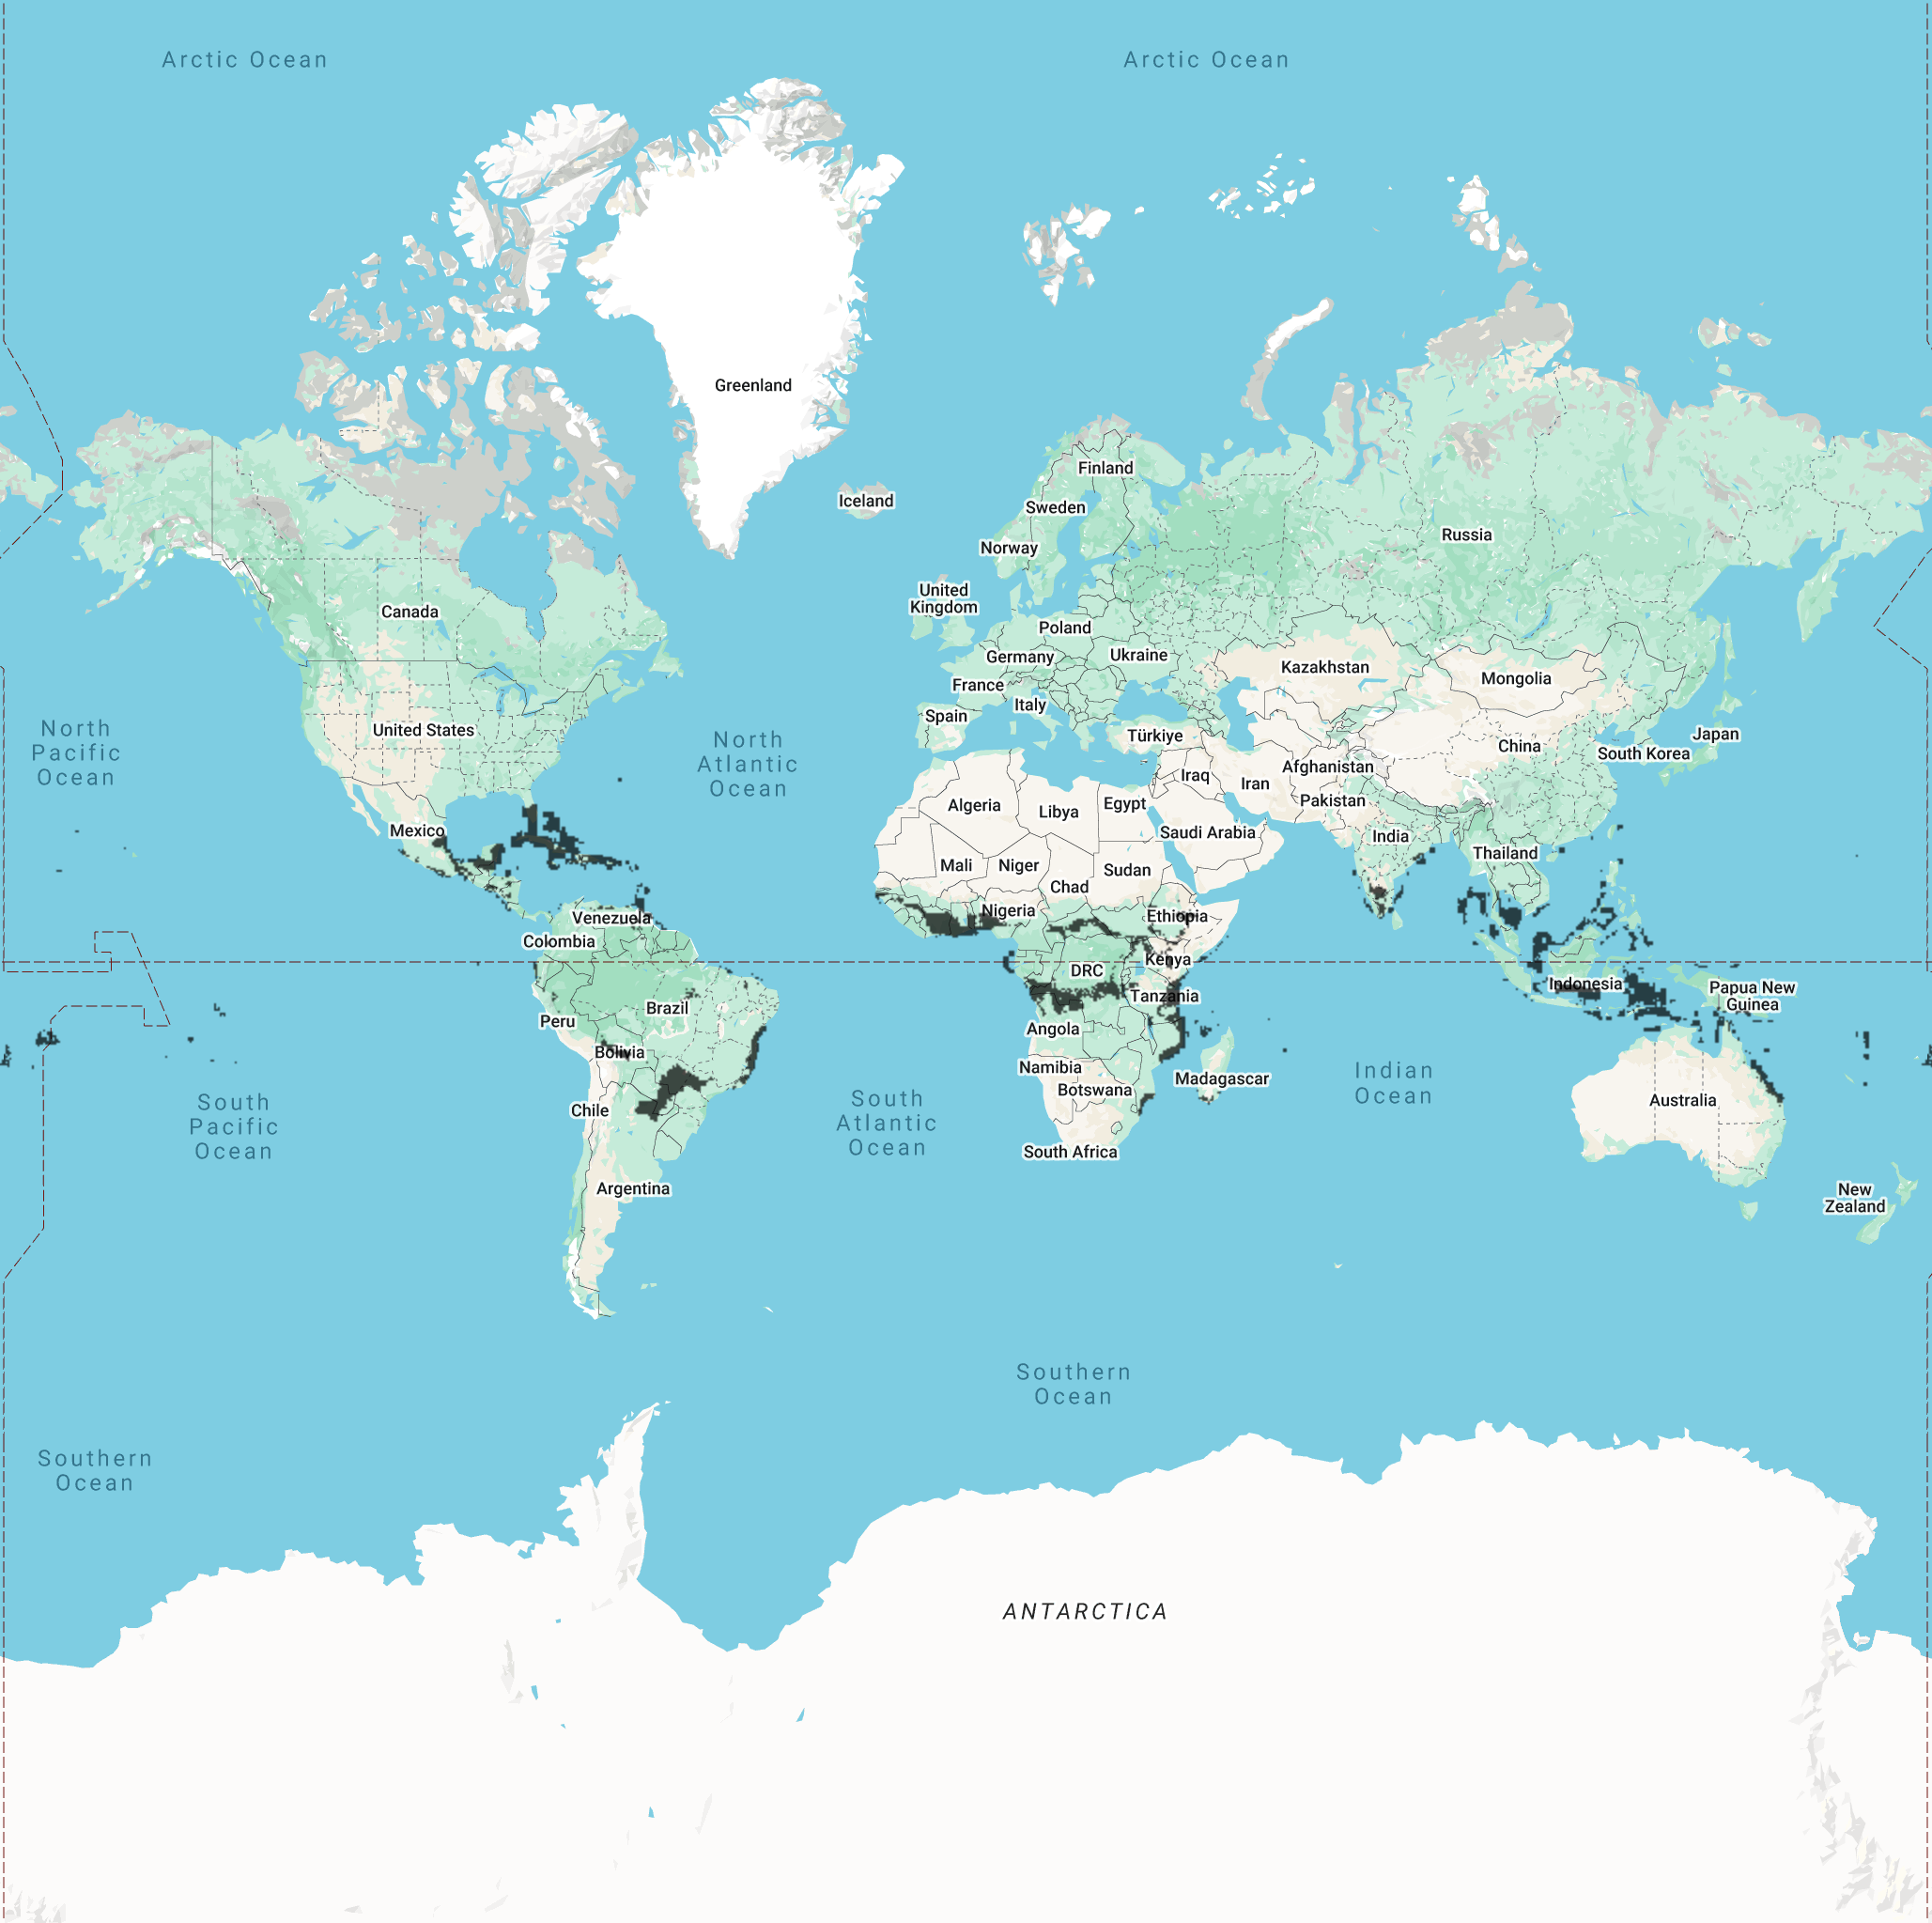 Arctic Ocean
Arctic Ocean
Greenland
Finland
Iceland
Sweden
Russia
Norway
United
Kingdom
Canada
Poland
Ukraine
Germany
Kazakhstan
Mongolia
France
Italy
Spain
North
Pacific
Ocean
United States
North
Atlantic
Ocean
Türkiye
China
Japan
South Korea
Iraq
Iran
Afghanistan
Pakistan
Algeria
Libya
Egypt
Saudi Arabia
Mexico
India
Thailand
Mali
Niger
Sudan
Chad
Nigeria
Ethiopia
Venezuela
Colombia
DRC
Kenya
Indonesia
Papua New
Guinea
Tanzania
Brazil
Peru
Angola
Bolivia
Namibia
Botswana
Madagascar
Indian
Ocean
Australia
Chile
South
Pacific
Ocean
South
Atlantic
Ocean
South Africa
Argentina
New
Zealand
Southern
Ocean
Southern
Ocean
ANTARCTICA